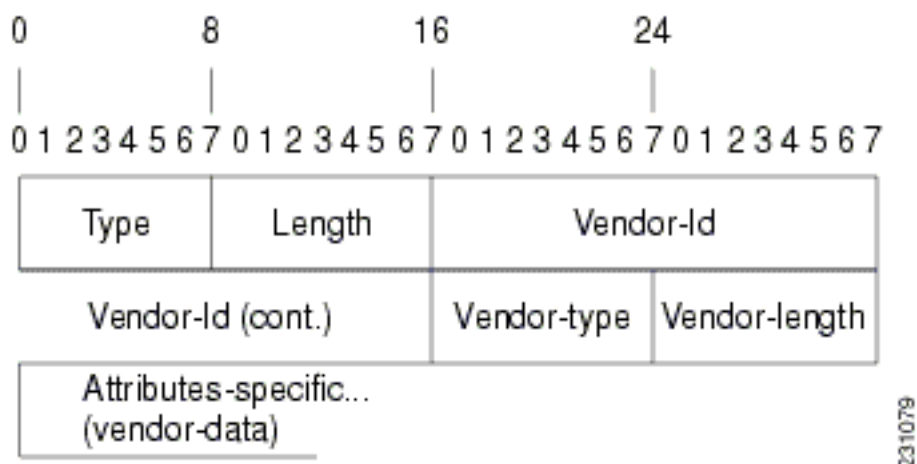 0 8 16 24
0 1 2 3 4 5 6 7 0 1 2 3 4 5 6 7 0 1 2 3 4 5 6 7 0 1 2 3 4 5 6 7
Type Length Vendor-Id
Vendor-Id (cont.) Vendor-type Vendor-length
Attributes-specific...
(vendor-data)
231079